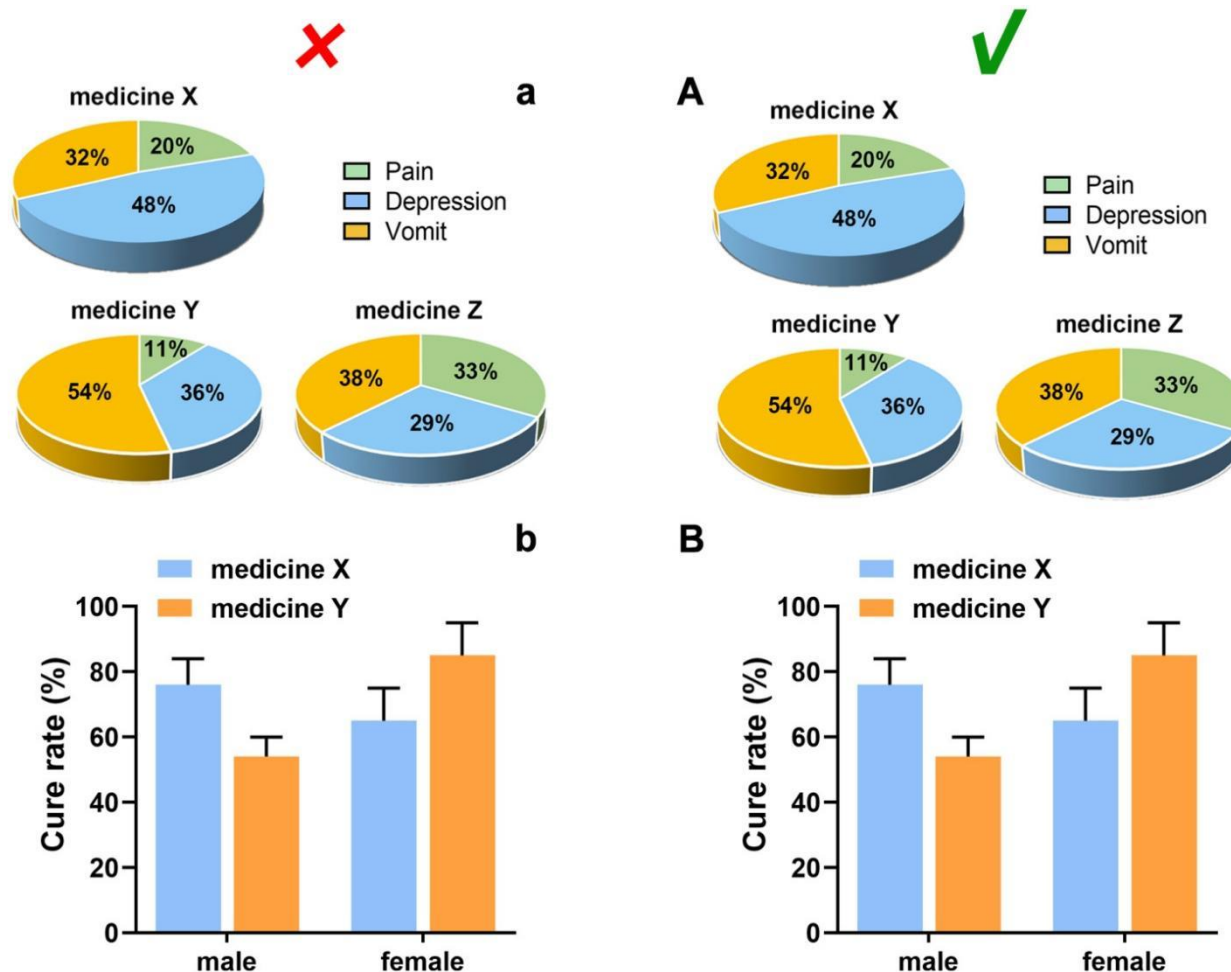 a
medicine X
32%
20%
48%
Pain
Depression
Vomit
medicine Y
11%
54%
36%
medicine Z
38%
33%
29%
b
medicine X
medicine Y
Cure rate (%)
100
80
60
40
20
0
male
female
A
medicine X
32%
20%
48%
Pain
Depression
Vomit
medicine Y
11%
54%
36%
medicine Z
38%
33%
29%
B
medicine X
medicine Y
Cure rate (%)
100
80
60
40
20
0
male
female